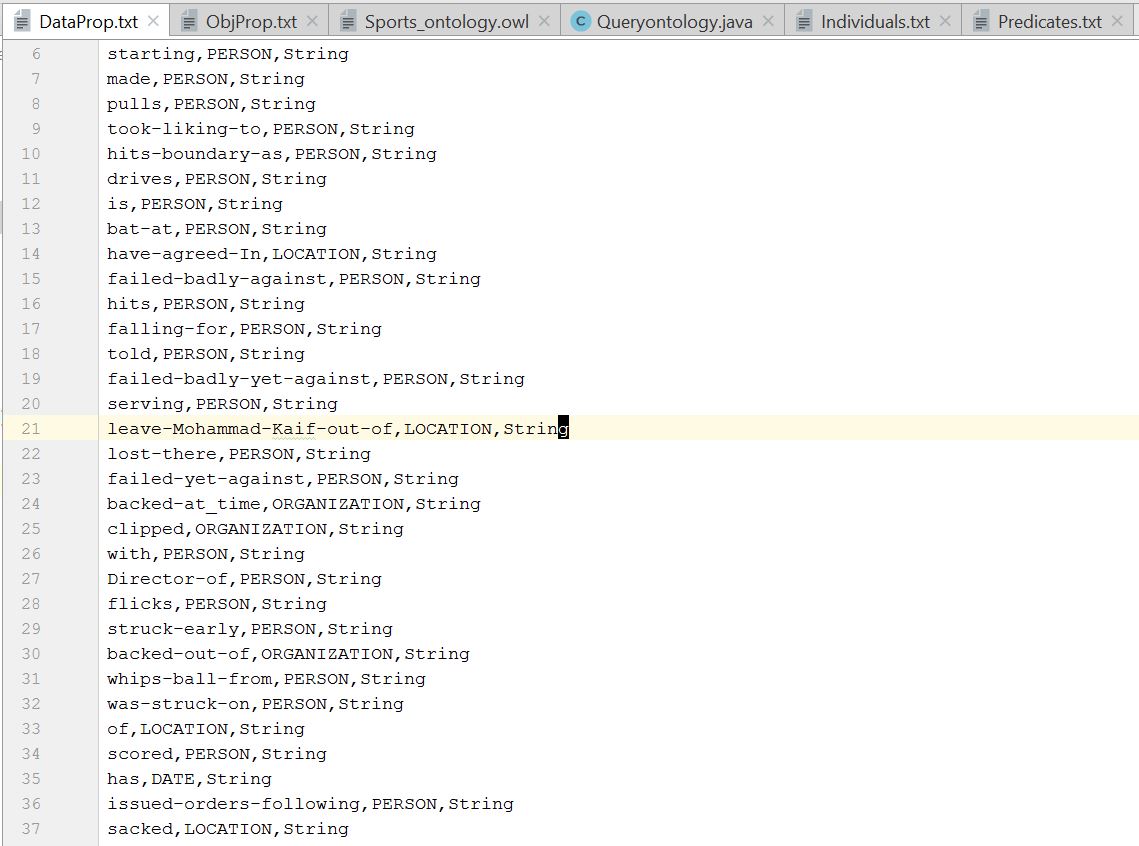 DataProp.txt ObjProp.txt Sports_ontology.owl C Queryontology.java Individuals.txt Predicates.txt
6 starting,PERSON,String
7 made,PERSON,String
8 pulls,PERSON,String
9 took-liking-to,PERSON,String
10 hits-boundary-as,PERSON,String
11 drives,PERSON,String
12 is,PERSON,String
13 bat-at,PERSON,String
14 have-agreed-In,LOCATION,String
15 failed-badly-against,PERSON,String
16 hits,PERSON,String
17 falling-for,PERSON,String
18 told,PERSON,String
19 failed-badly-yet-against,PERSON,String
20 serving,PERSON,String
21 leave-Mohammad-Kaif-out-of,LOCATION,String
22 lost-there,PERSON,String
23 failed-yet-against,PERSON,String
24 backed-at_time,ORGANIZATION,String
25 clipped,ORGANIZATION,String
26 with,PERSON,String
27 Director-of,PERSON,String
28 flicks,PERSON,String
29 struck-early,PERSON,String
30 backed-out-of,ORGANIZATION,String
31 whips-ball-from,PERSON,String
32 was-struck-on,PERSON,String
33 of,LOCATION,String
34 scored,PERSON,String
35 has,DATE,String
36 issued-orders-following,PERSON,String
37 sacked,LOCATION,String